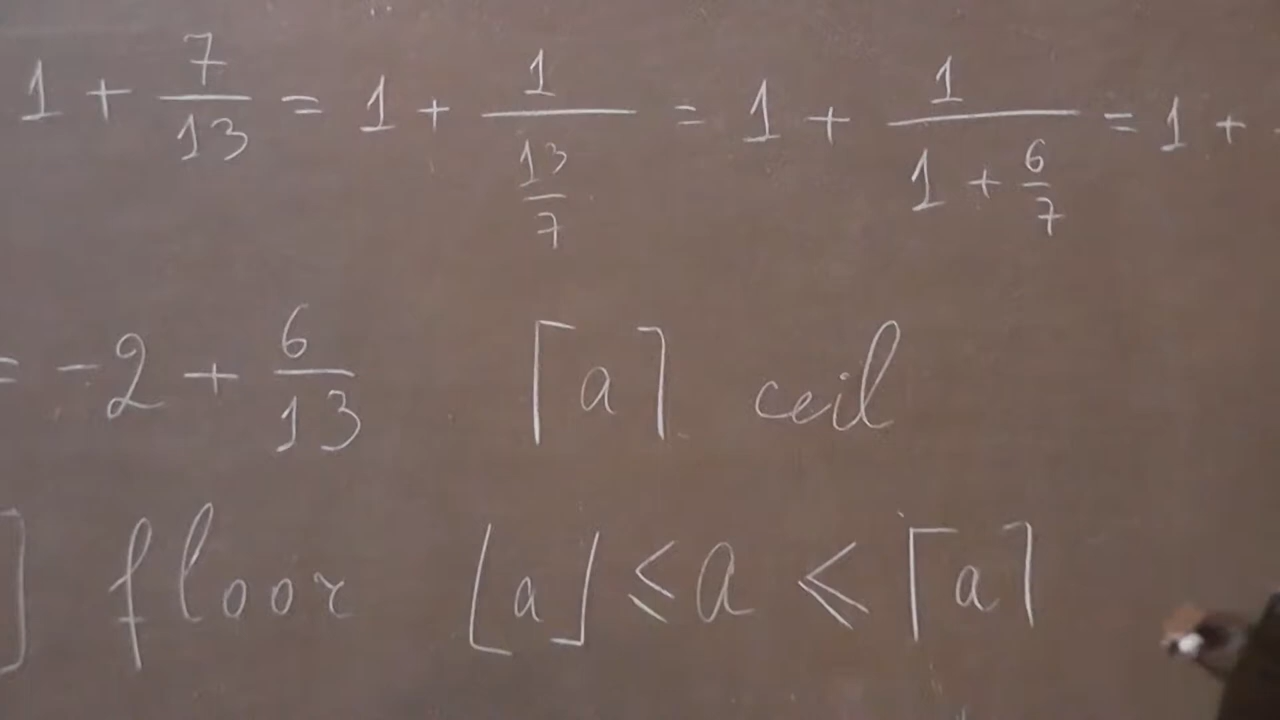 1 + 7/13 = 1 + 1/(13/7) = 1 + 1/(1 + 6/7) = 1 +
= -2 + 6/13 ⌈a⌉ ceil
] floor ⌊a⌋ ≤ a ≤ ⌈a⌉